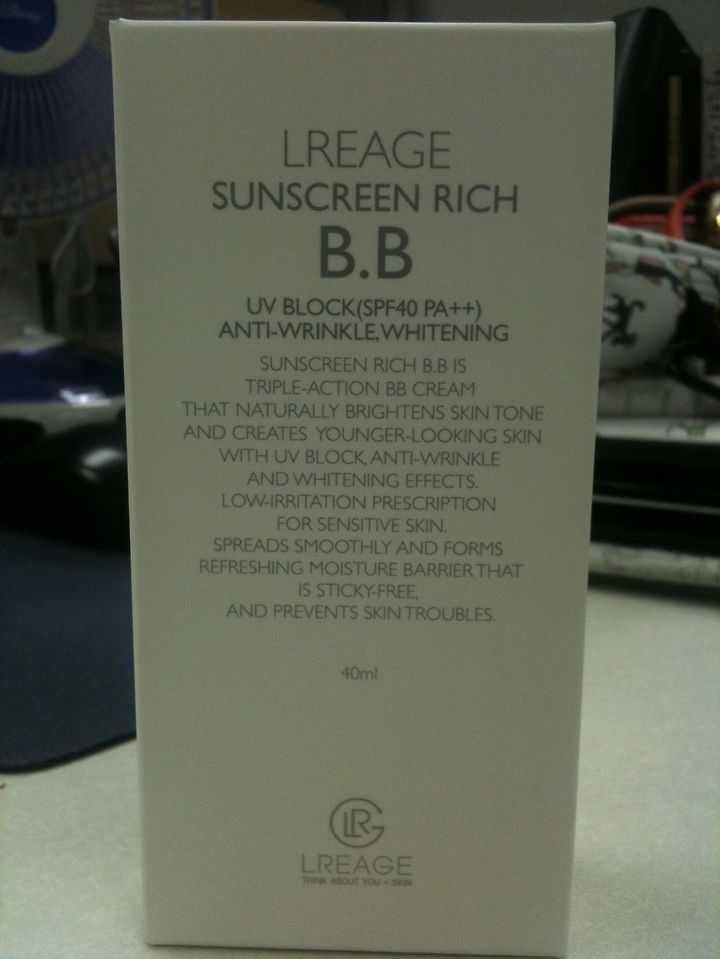 Disney
LREAGE
SUNSCREEN RICH
B.B
UV BLOCK(SPF40 PA++)
ANTI-WRINKLE, WHITENING
SUNSCREEN RICH B.B IS
TRIPLE-ACTION BB CREAM
THAT NATURALLY BRIGHTENS SKIN TONE
AND CREATES YOUNGER-LOOKING SKIN
WITH UV BLOCK, ANTI-WRINKLE
AND WHITENING EFFECTS.
LOW-IRRITATION PRESCRIPTION
FOR SENSITIVE SKIN.
SPREADS SMOOTHLY AND FORMS
REFRESHING MOISTURE BARRIER THAT
IS STICKY-FREE,
AND PREVENTS SKIN TROUBLES.
40ml
LRG
LREAGE
THINK ABOUT YOU ~ SKIN